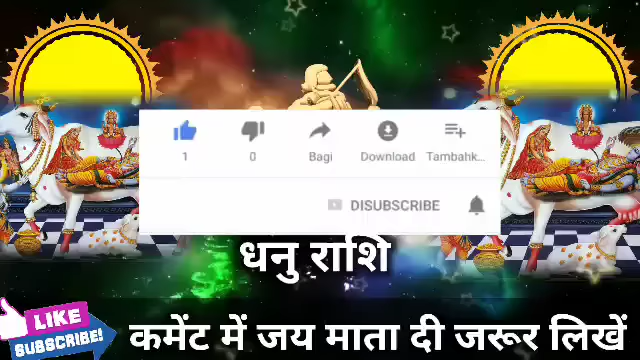 1 0 Bagi Download Tambahk...
DISUBSCRIBE
धनु राशि
LIKE
SUBSCRIBE!
कमेंट में जय माता दी जरूर लिखें